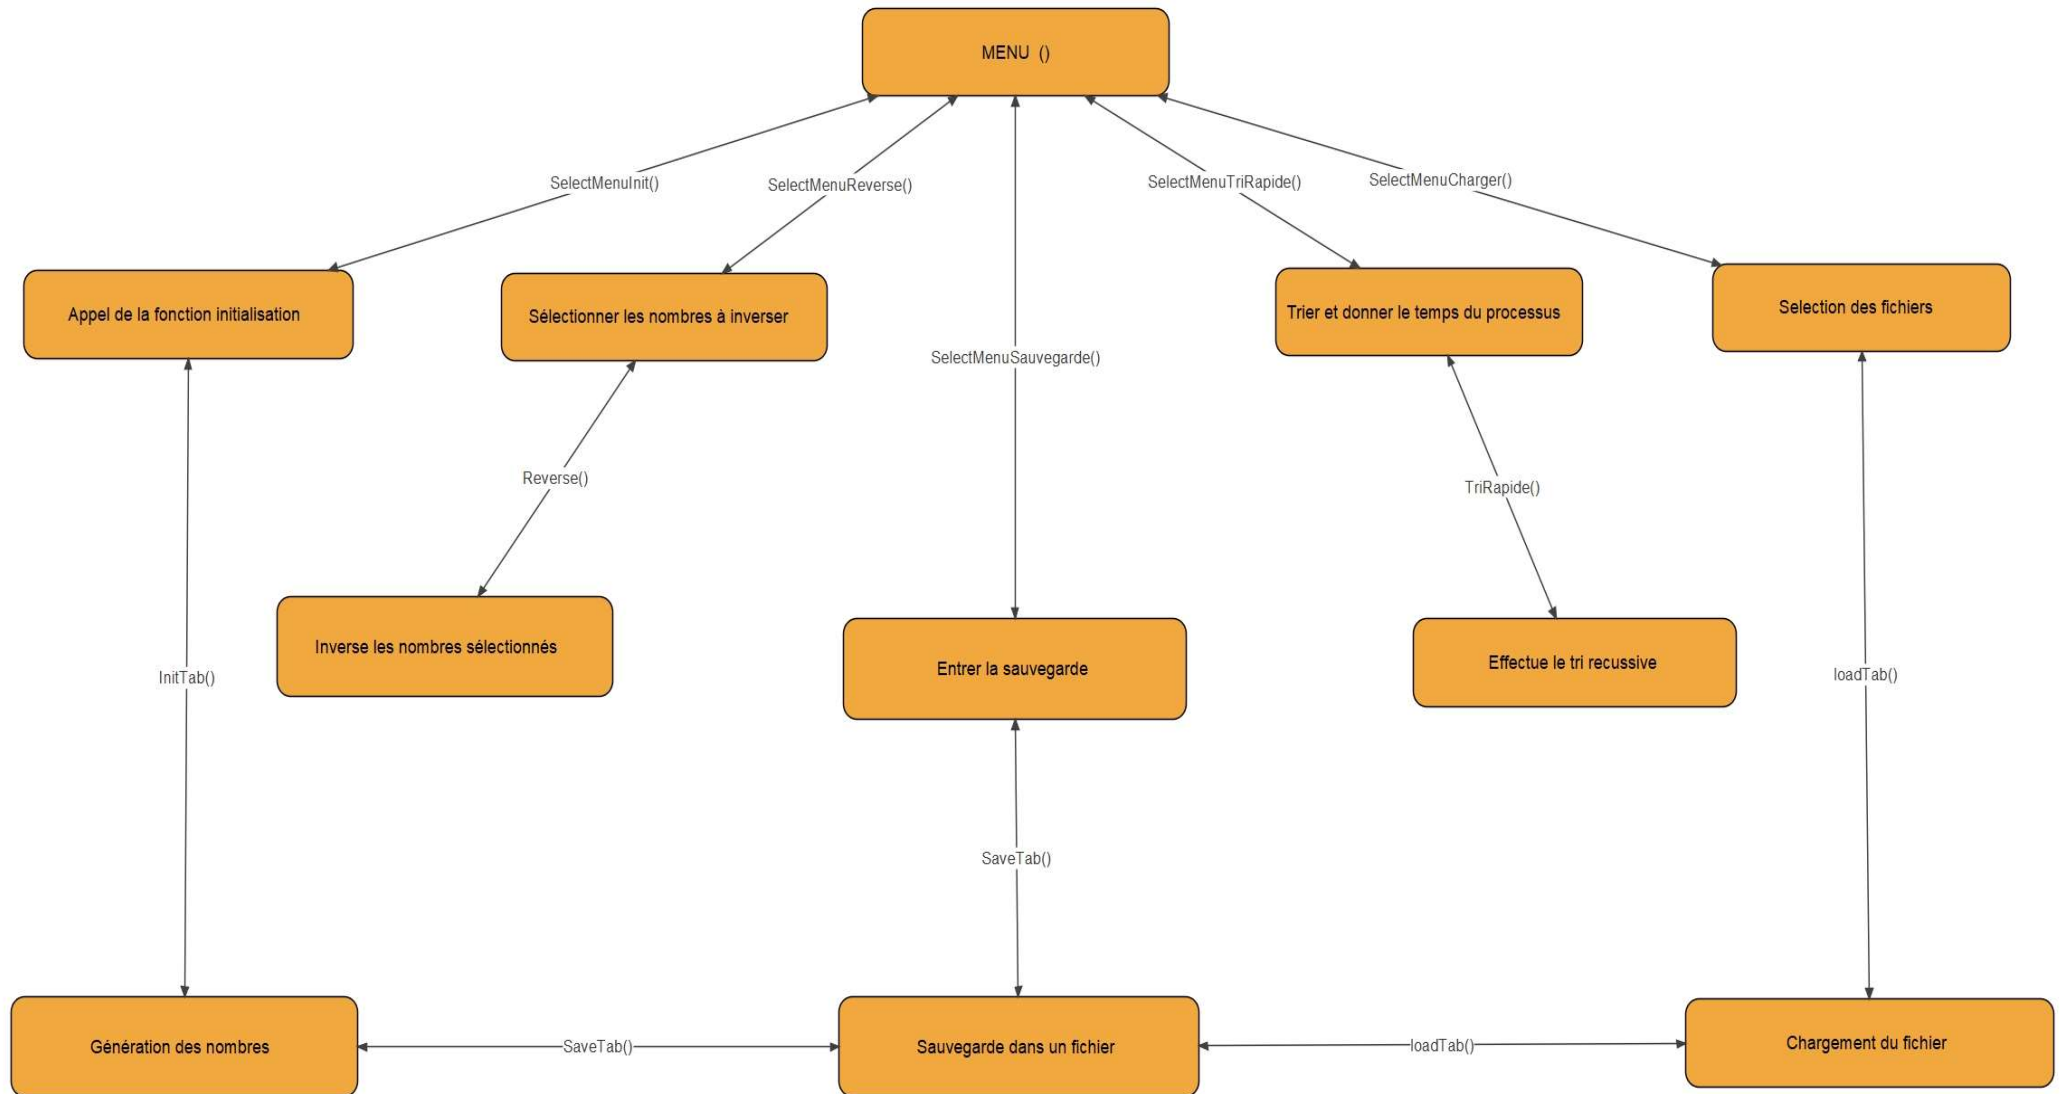 MENU  ()
SelectMenuInit()
SelectMenuReverse()
SelectMenuTriRapide()
SelectMenuCharger()
Appel de la fonction initialisation
Sélectionner les nombres à inverser
SelectMenuSauvegarde()
Trier et donner le temps du processus
Selection des fichiers
Reverse()
TriRapide()
Inverse les nombres sélectionnés
Entrer la sauvegarde
Effectue le tri recussive
InitTab()
loadTab()
SaveTab()
Génération des nombres
SaveTab()
Sauvegarde dans un fichier
loadTab()
Chargement du fichier